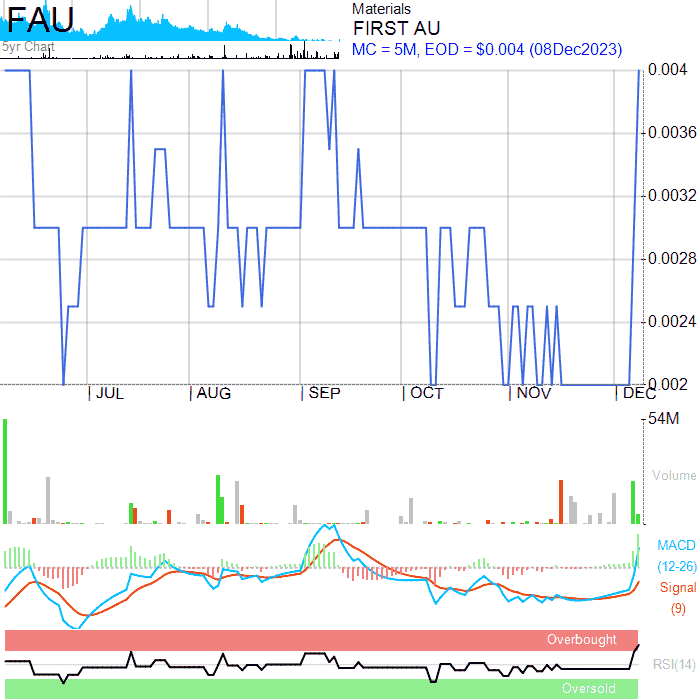 FAU
5yr Chart
Materials
FIRST AU
MC = 5M, EOD = $0.004 (08Dec2023)
0.004
0.0036
0.0032
0.0028
0.0024
0.002
JUL AUG SEP OCT NOV DEC
54M
Volume
MACD
(12-26)
Signal
(9)
Overbought
RSI(14)
Oversold